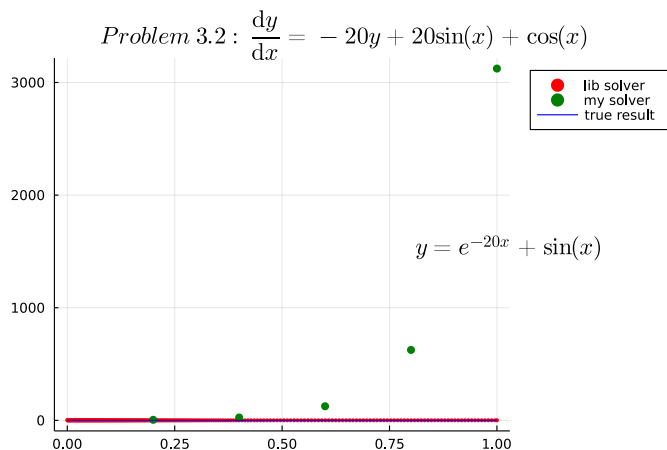 Problem 3.2 : dy/dx = − 20y + 20sin(x) + cos(x)
3000
2000
1000
0
0.00 0.25 0.50 0.75 1.00
lib solver
my solver
true result
y = e^{−20x} + sin(x)